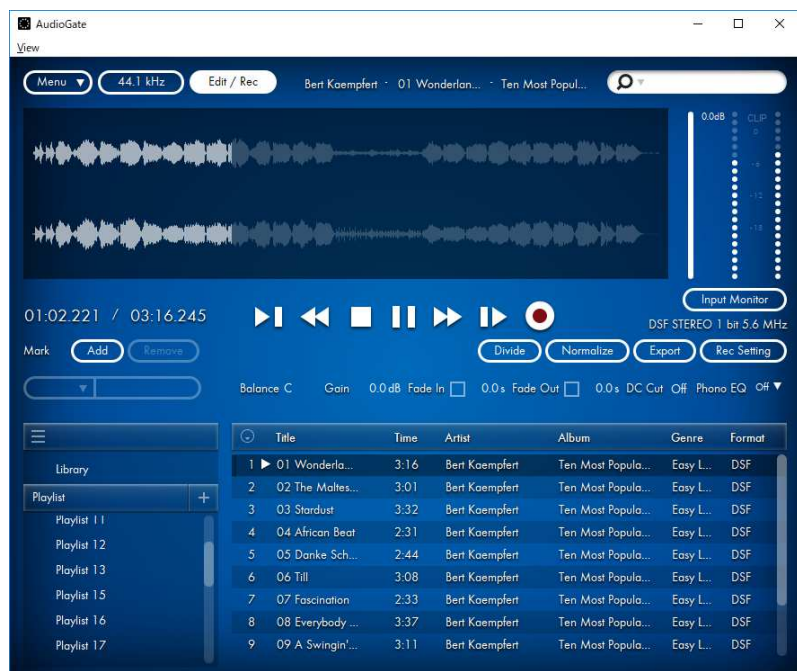 AudioGate
View
Menu ▼ 44.1 kHz Edit / Rec Bert Kaempfert - 01 Wonderlan... - Ten Most Popul...
0.0dB CLIP
0
-6
-12
-18
Input Monitor
01:02.221 / 03:16.245
DSF STEREO 1 bit 5.6 MHz
Mark Add Remove Divide Normalize Export Rec Setting
Balance C Gain 0.0 dB Fade In 0.0 s Fade Out 0.0 s DC Cut Off Phono EQ Off ▼
Title Time Artist Album Genre Format
Library
Playlist +
Playlist 11
Playlist 12
Playlist 13
Playlist 15
Playlist 16
Playlist 17
1 01 Wonderla... 3:16 Bert Kaempfert Ten Most Popula... Easy L... DSF
2 02 The Maltes... 3:01 Bert Kaempfert Ten Most Popula... Easy L... DSF
3 03 Stardust 3:32 Bert Kaempfert Ten Most Popula... Easy L... DSF
4 04 African Beat 2:31 Bert Kaempfert Ten Most Popula... Easy L... DSF
5 05 Danke Sch... 2:44 Bert Kaempfert Ten Most Popula... Easy L... DSF
6 06 Till 3:08 Bert Kaempfert Ten Most Popula... Easy L... DSF
7 07 Fascination 2:33 Bert Kaempfert Ten Most Popula... Easy L... DSF
8 08 Everybody ... 3:37 Bert Kaempfert Ten Most Popula... Easy L... DSF
9 09 A Swingin'... 3:11 Bert Kaempfert Ten Most Popula... Easy L... DSF